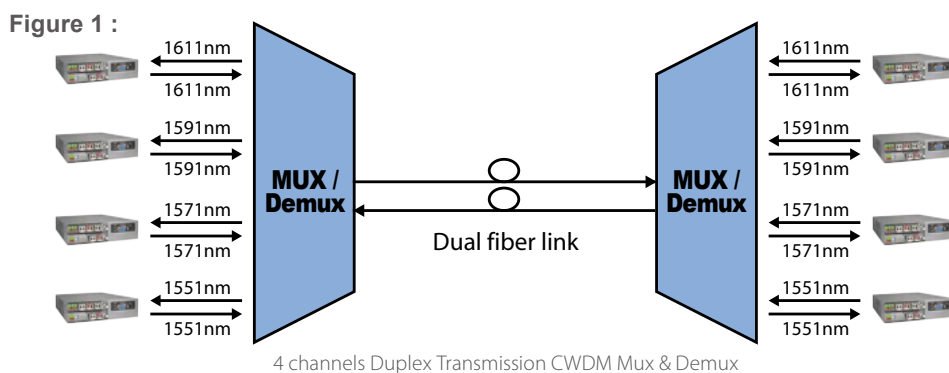 Figure 1 :
1611nm
1611nm
1591nm
1591nm
1571nm
1571nm
1551nm
1551nm
MUX /
Demux
Dual fiber link
MUX /
Demux
1611nm
1611nm
1591nm
1591nm
1571nm
1571nm
1551nm
1551nm
4 channels Duplex Transmission CWDM Mux & Demux